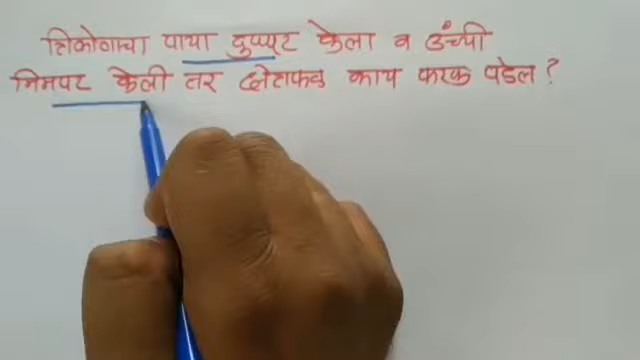 त्रिकोणाचा पाया दुप्पट केला व उंच्ची
निमपट केली तर क्षेत्रफळ काय फरक पडेल ?